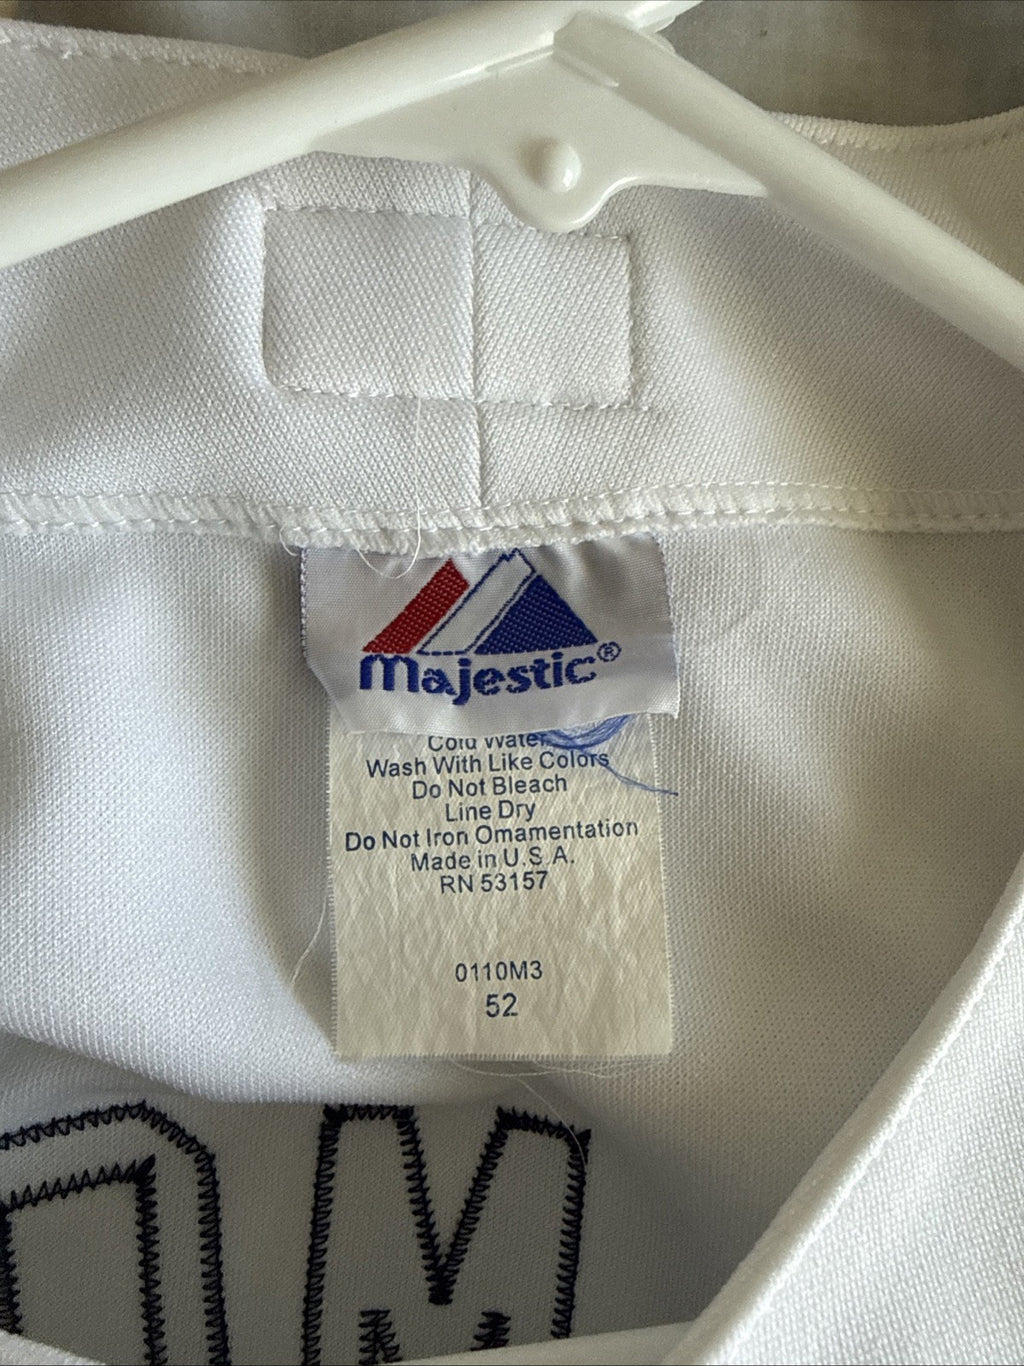 Majestic®
Cold Water
Wash With Like Colors
Do Not Bleach
Line Dry
Do Not Iron Ornamentation
Made in U.S.A.
RN 53157
0110M3
52
M